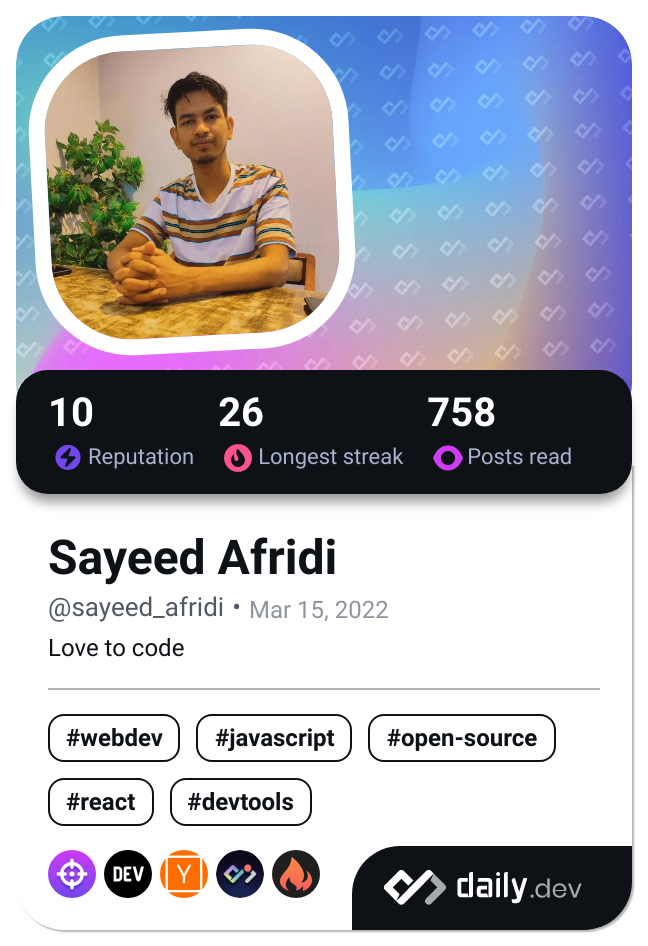 10 26 758
Reputation Longest streak Posts read
Sayeed Afridi
@sayeed_afridi • Mar 15, 2022
Love to code
#webdev #javascript #open-source
#react #devtools
DEV Y daily.dev